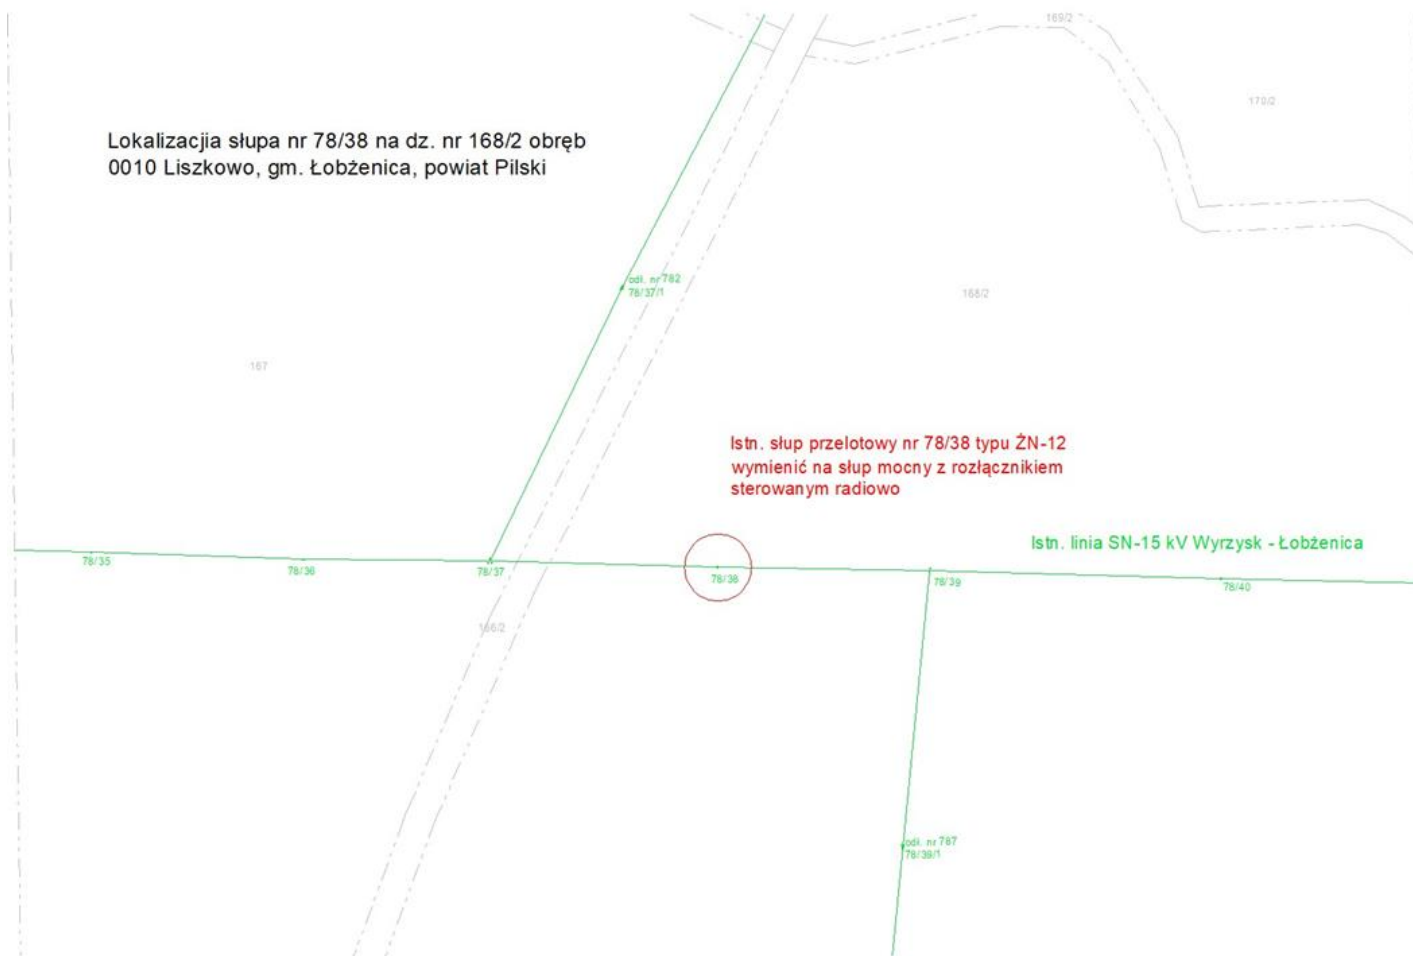 169/2
170/2
Lokalizacjia słupa nr 78/38 na dz. nr 168/2 obręb
0010 Liszkowo, gm. Łobżenica, powiat Pilski
odł. nr 782
78/37/1
168/2
167
Istn. słup przelotowy nr 78/38 typu ŻN-12
wymienić na słup mocny z rozłącznikiem
sterowanym radiowo
Istn. linia SN-15 kV Wyrzysk - Łobżenica
78/35
78/36
78/37
78/38
78/39
78/40
166/2
odł. nr 787
78/39/1